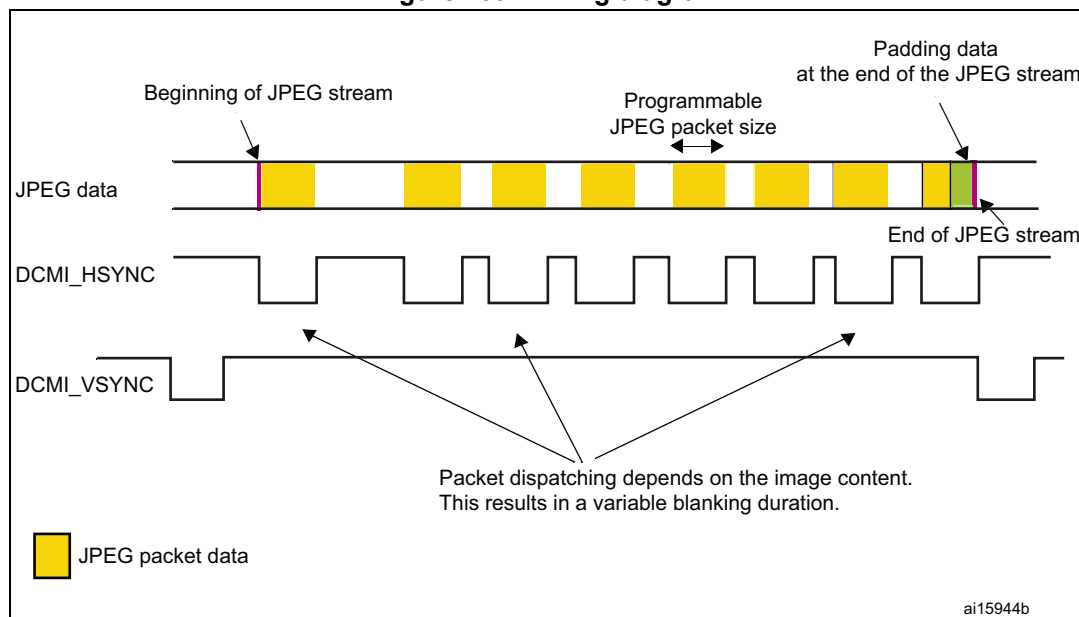 Padding data
at the end of the JPEG stream
Beginning of JPEG stream
Programmable
JPEG packet size
JPEG data
End of JPEG stream
DCMI_HSYNC
DCMI_VSYNC
Packet dispatching depends on the image content.
This results in a variable blanking duration.
JPEG packet data
ai15944b